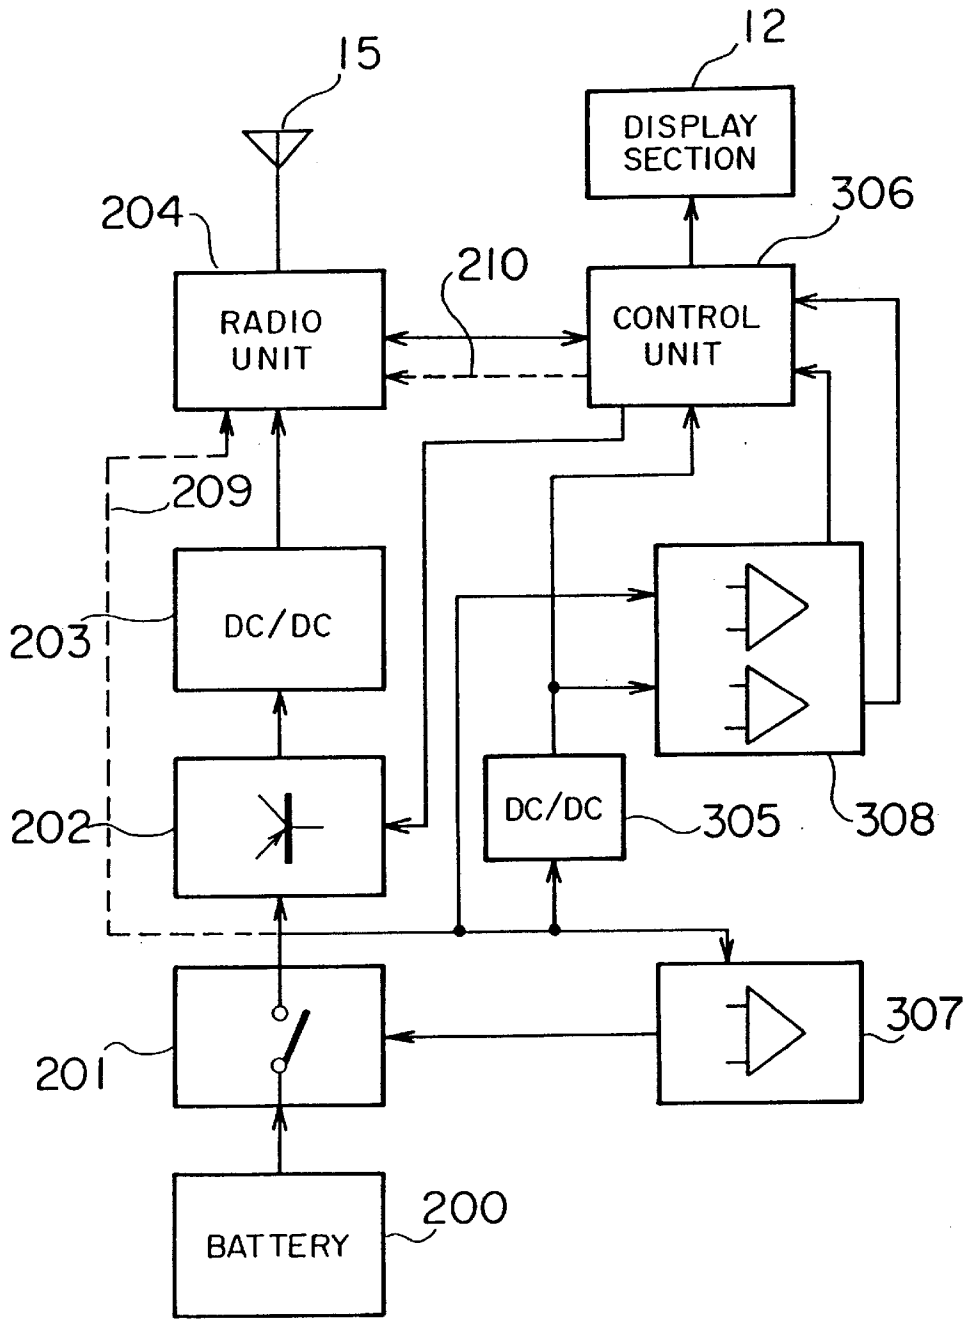 12
15
DISPLAY
SECTION
204
306
210
RADIO
UNIT
CONTROL
UNIT
209
203
DC/DC
202
DC/DC
305
308
201
307
BATTERY
200